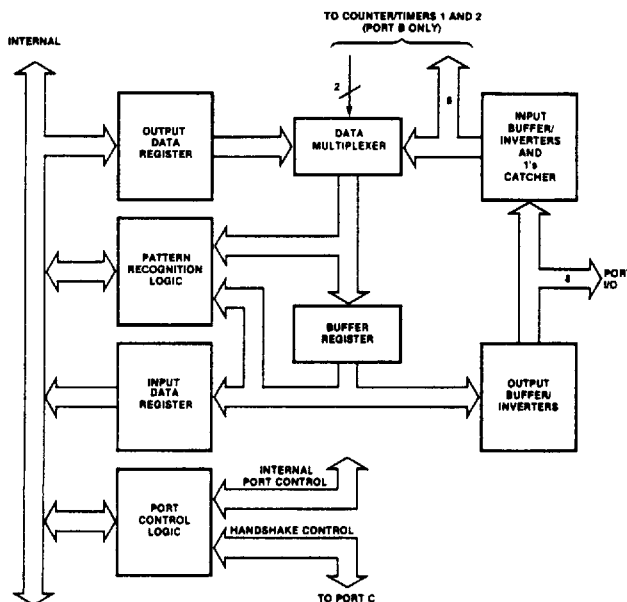 TO COUNTER/TIMERS 1 AND 2
(PORT B ONLY)
INTERNAL
2
8
OUTPUT
DATA
REGISTER
DATA
MULTIPLEXER
INPUT
BUFFER/
INVERTERS
AND
1's
CATCHER
PATTERN
RECOGNITION
LOGIC
8
PORT
I/O
BUFFER
REGISTER
INPUT
DATA
REGISTER
OUTPUT
BUFFER/
INVERTERS
PORT
CONTROL
LOGIC
INTERNAL
PORT CONTROL
HANDSHAKE CONTROL
TO PORT C